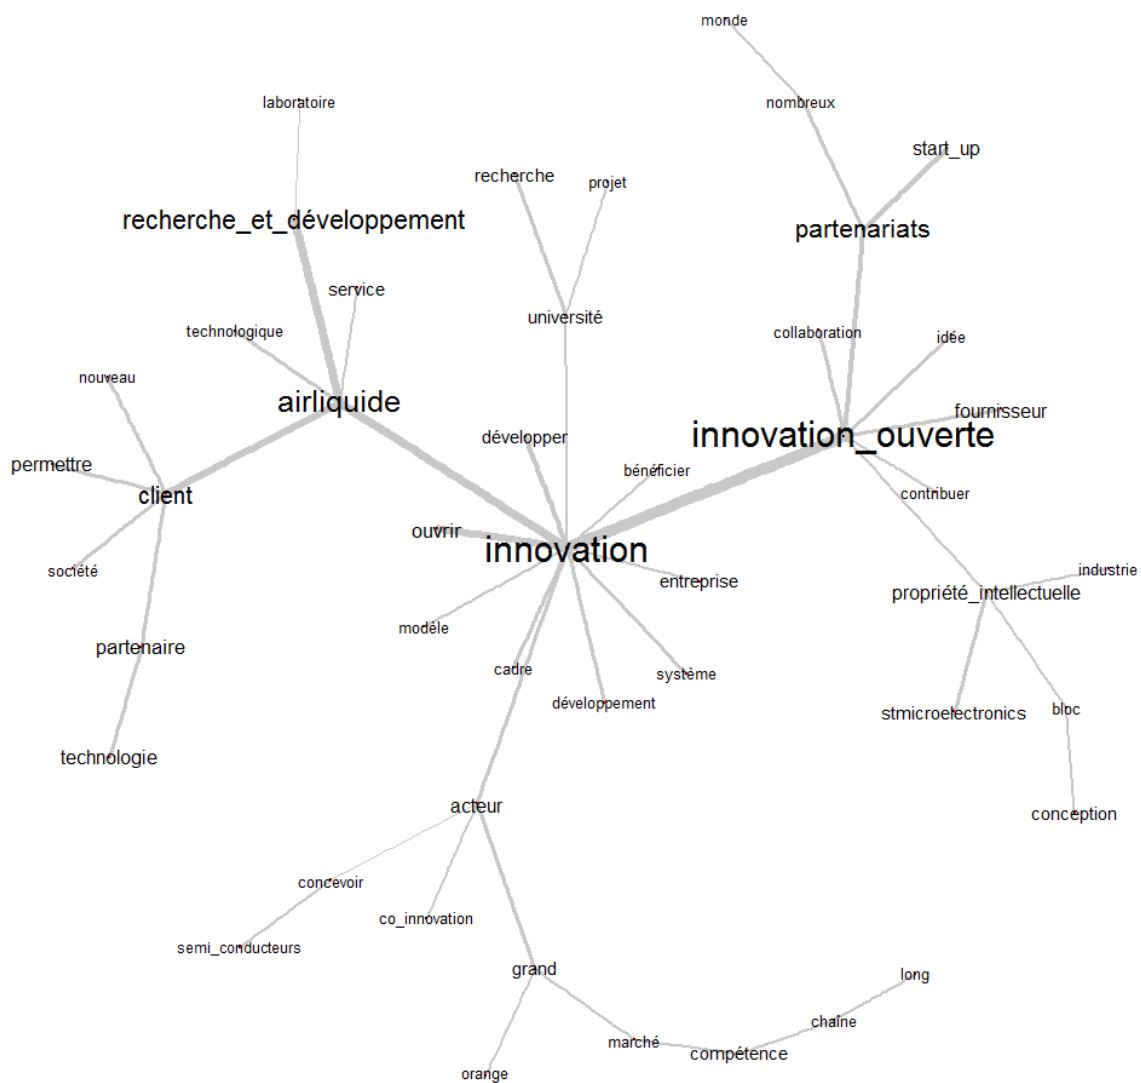 monde
laboratoire
nombreux
start_up
recherche
projet
recherche_et_développement
partenariats
service
université
technologique
collaboration
idée
nouveau
airliquide
fournisseur
développer
innovation_ouverte
permettre
bénéficier
client
contribuer
ouvrir
innovation
société
entreprise
industrie
propriété_intellectuelle
modèle
partenaire
cadre
système
développement
stmicroelectronics
bloc
technologie
acteur
conception
concevoir
co_innovation
semi_conducteurs
grand
long
chaîne
marché
compétence
orange